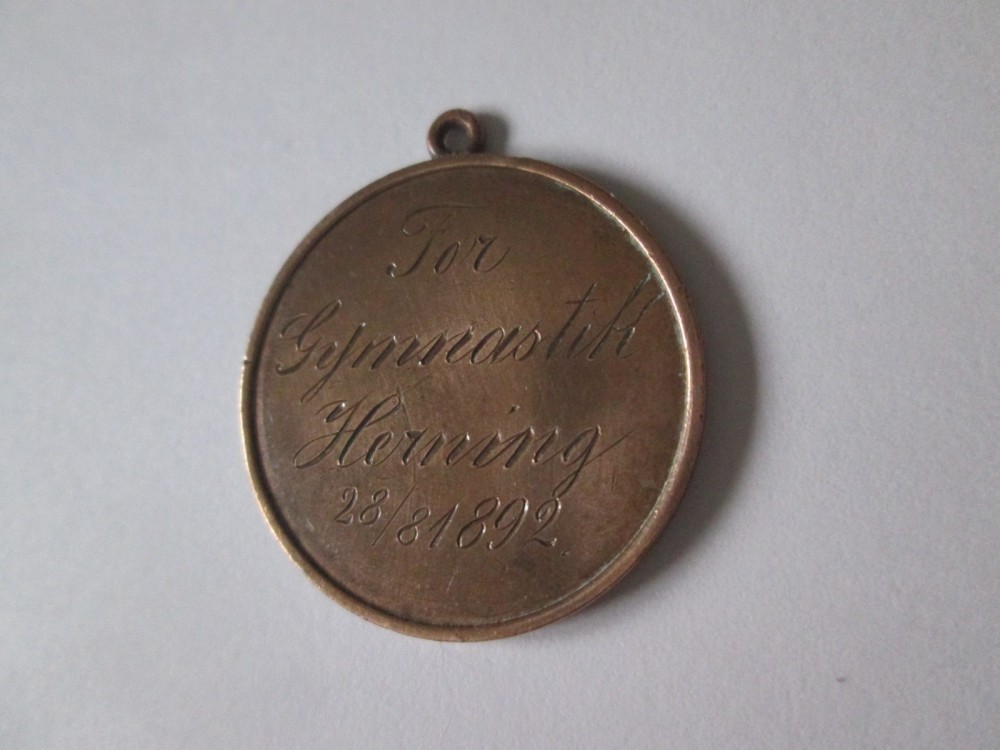 For
Gymnastik
Herning
28/8 1892.